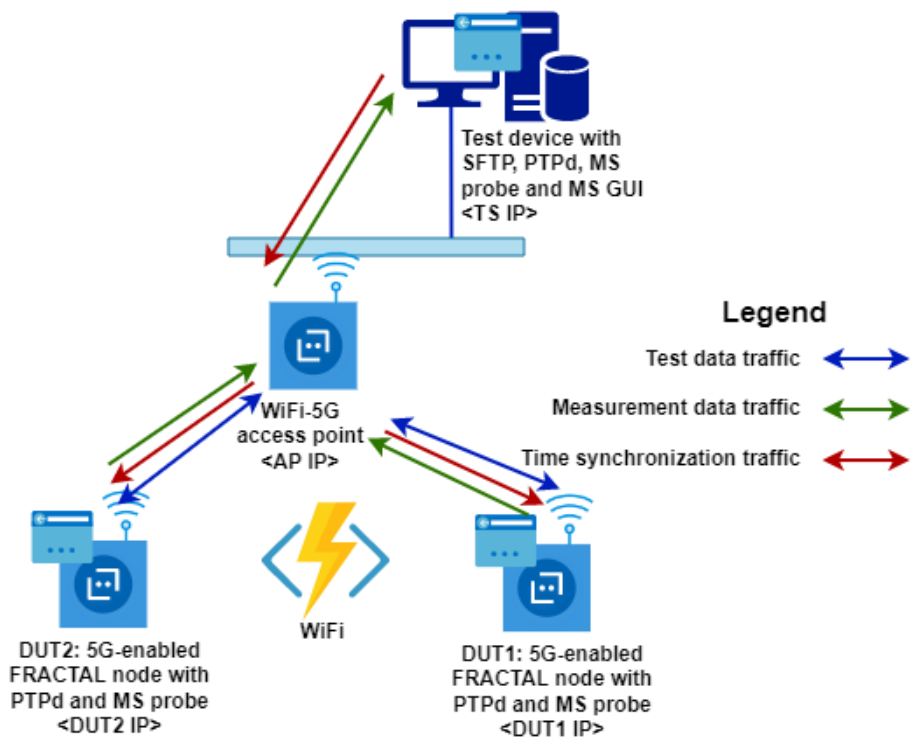 Test device with
SFTP, PTPd, MS
probe and MS GUI
<TS IP>
WiFi-5G
access point
<AP IP>
Legend
Test data traffic
Measurement data traffic
Time synchronization traffic
WiFi
DUT2: 5G-enabled
FRACTAL node with
PTPd and MS probe
<DUT2 IP>
DUT1: 5G-enabled
FRACTAL node with
PTPd and MS probe
<DUT1 IP>